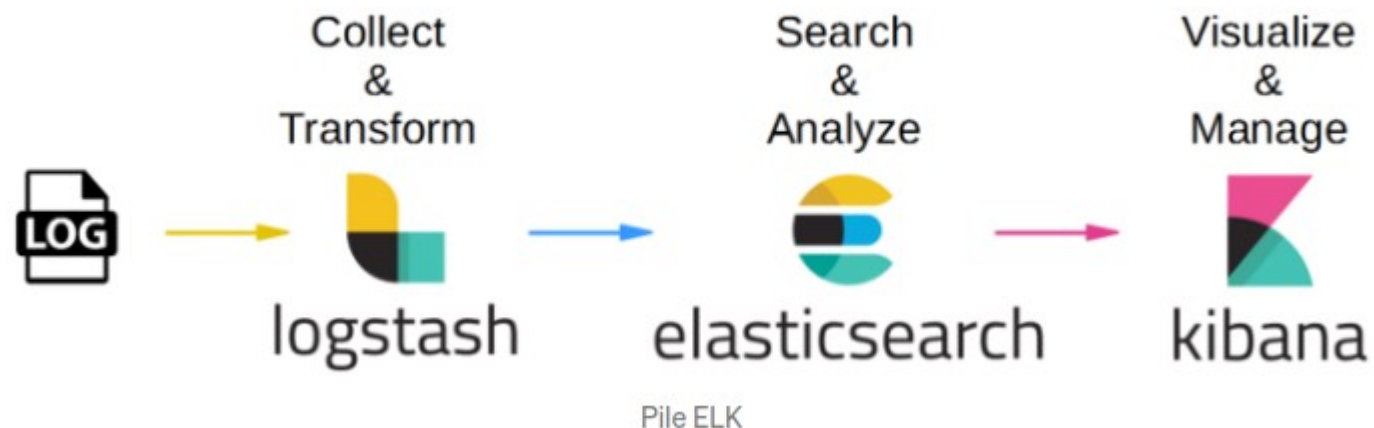 Collect
&
Transform
Search
&
Analyze
Visualize
&
Manage
LOG
logstash
elasticsearch
kibana
Pile ELK